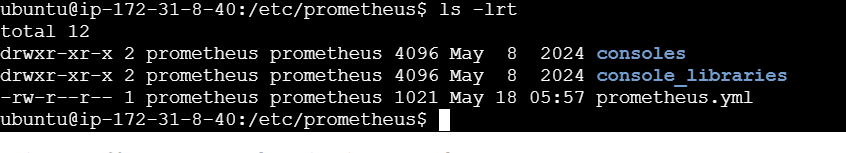 ubuntu@ip-172-31-8-40:/etc/prometheus$ ls -lrt
total 12
drwxr-xr-x 2 prometheus prometheus 4096 May  8  2024 consoles
drwxr-xr-x 2 prometheus prometheus 4096 May  8  2024 console_libraries
-rw-r--r-- 1 prometheus prometheus 1021 May 18 05:57 prometheus.yml
ubuntu@ip-172-31-8-40:/etc/prometheus$